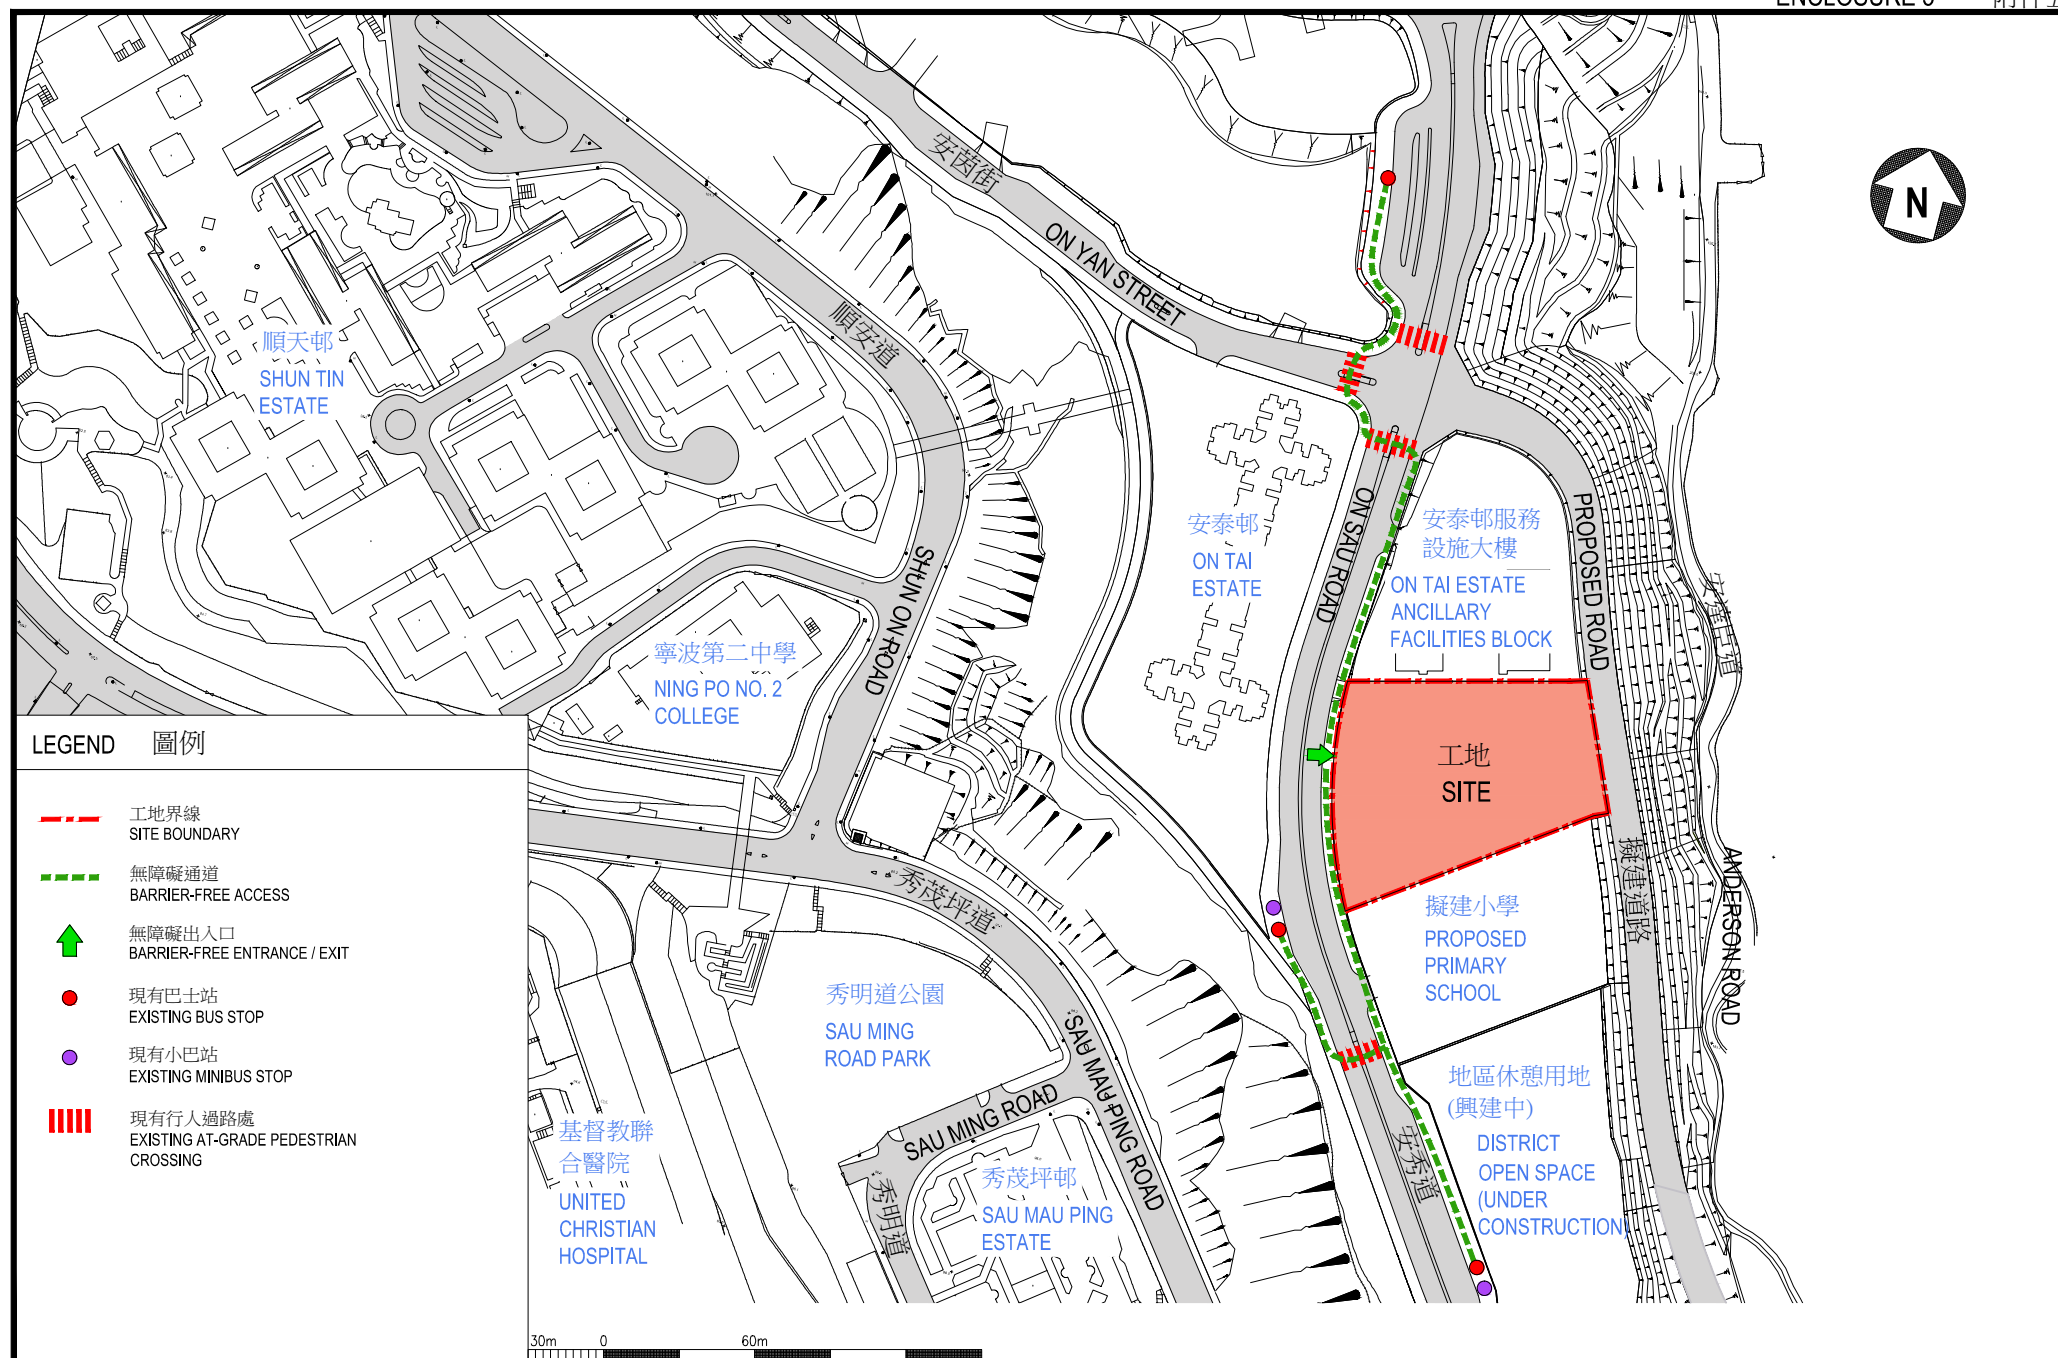 安茵街
ON YAN STREET
順安道
SHUN ON ROAD
順天邨
SHUN TIN
ESTATE
N
安泰邨
ON TAI
ESTATE
ON SAU ROAD
安泰邨服務
設施大樓
ON TAI ESTATE
ANCILLARY
FACILITIES BLOCK
PROPOSED ROAD
安達臣道
寧波第二中學
NING PO NO. 2
COLLEGE
工地
SITE
擬建道路
ANDERSON ROAD
秀茂坪道
擬建小學
PROPOSED
PRIMARY
SCHOOL
秀明道公園
SAU MING
ROAD PARK
SAU MAU PING ROAD
SAU MING ROAD
秀明道
地區休憩用地
(興建中)
DISTRICT
OPEN SPACE
(UNDER
CONSTRUCTION)
安秀道
基督教聯
合醫院
UNITED
CHRISTIAN
HOSPITAL
秀茂坪邨
SAU MAU PING
ESTATE
LEGEND 圖例
工地界線
SITE BOUNDARY
無障礙通道
BARRIER-FREE ACCESS
無障礙出入口
BARRIER-FREE ENTRANCE / EXIT
現有巴士站
EXISTING BUS STOP
現有小巴站
EXISTING MINIBUS STOP
現有行人過路處
EXISTING AT-GRADE PEDESTRIAN
CROSSING
30m 0 60m